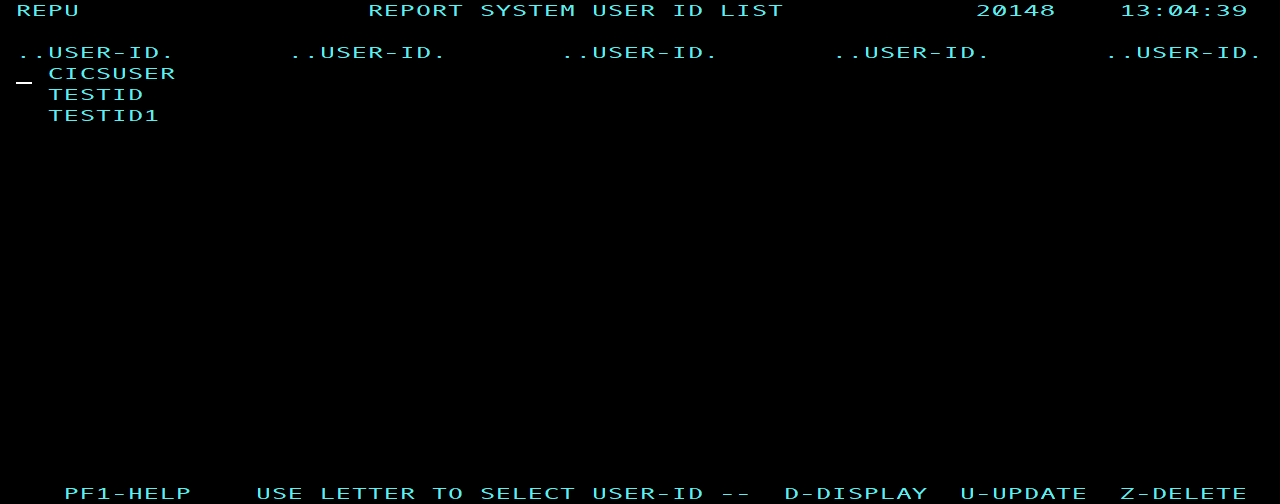 REPU REPORT SYSTEM USER ID LIST 20148 13:04:39
..USER-ID. ..USER-ID. ..USER-ID. ..USER-ID. ..USER-ID.
_ CICSUSER
TESTID
TESTID1
PF1-HELP USE LETTER TO SELECT USER-ID -- D-DISPLAY U-UPDATE Z-DELETE